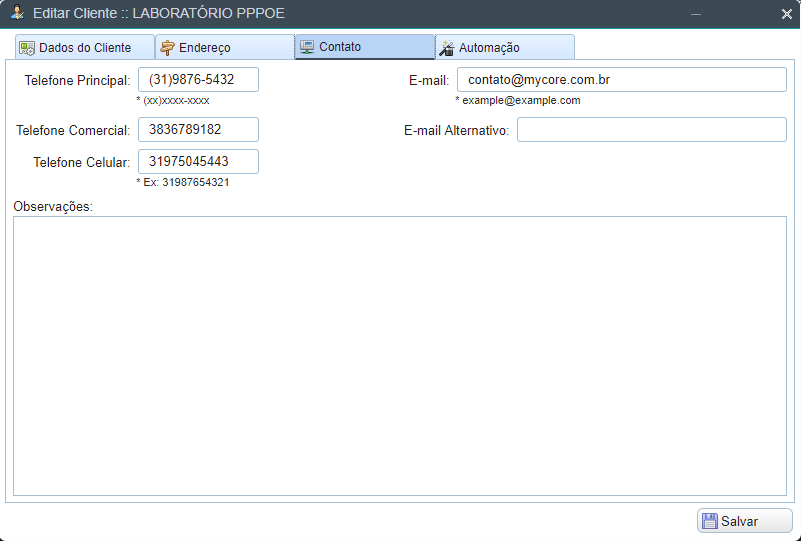 Editar Cliente :: LABORATÓRIO PPPOE
Dados do Cliente Endereço Contato Automação
Telefone Principal: (31)9876-5432 E-mail: contato@mycore.com.br
* (xx)xxxx-xxxx * example@example.com
Telefone Comercial: 3836789182 E-mail Alternativo:
Telefone Celular: 31975045443
* Ex: 31987654321
Observações:
Salvar